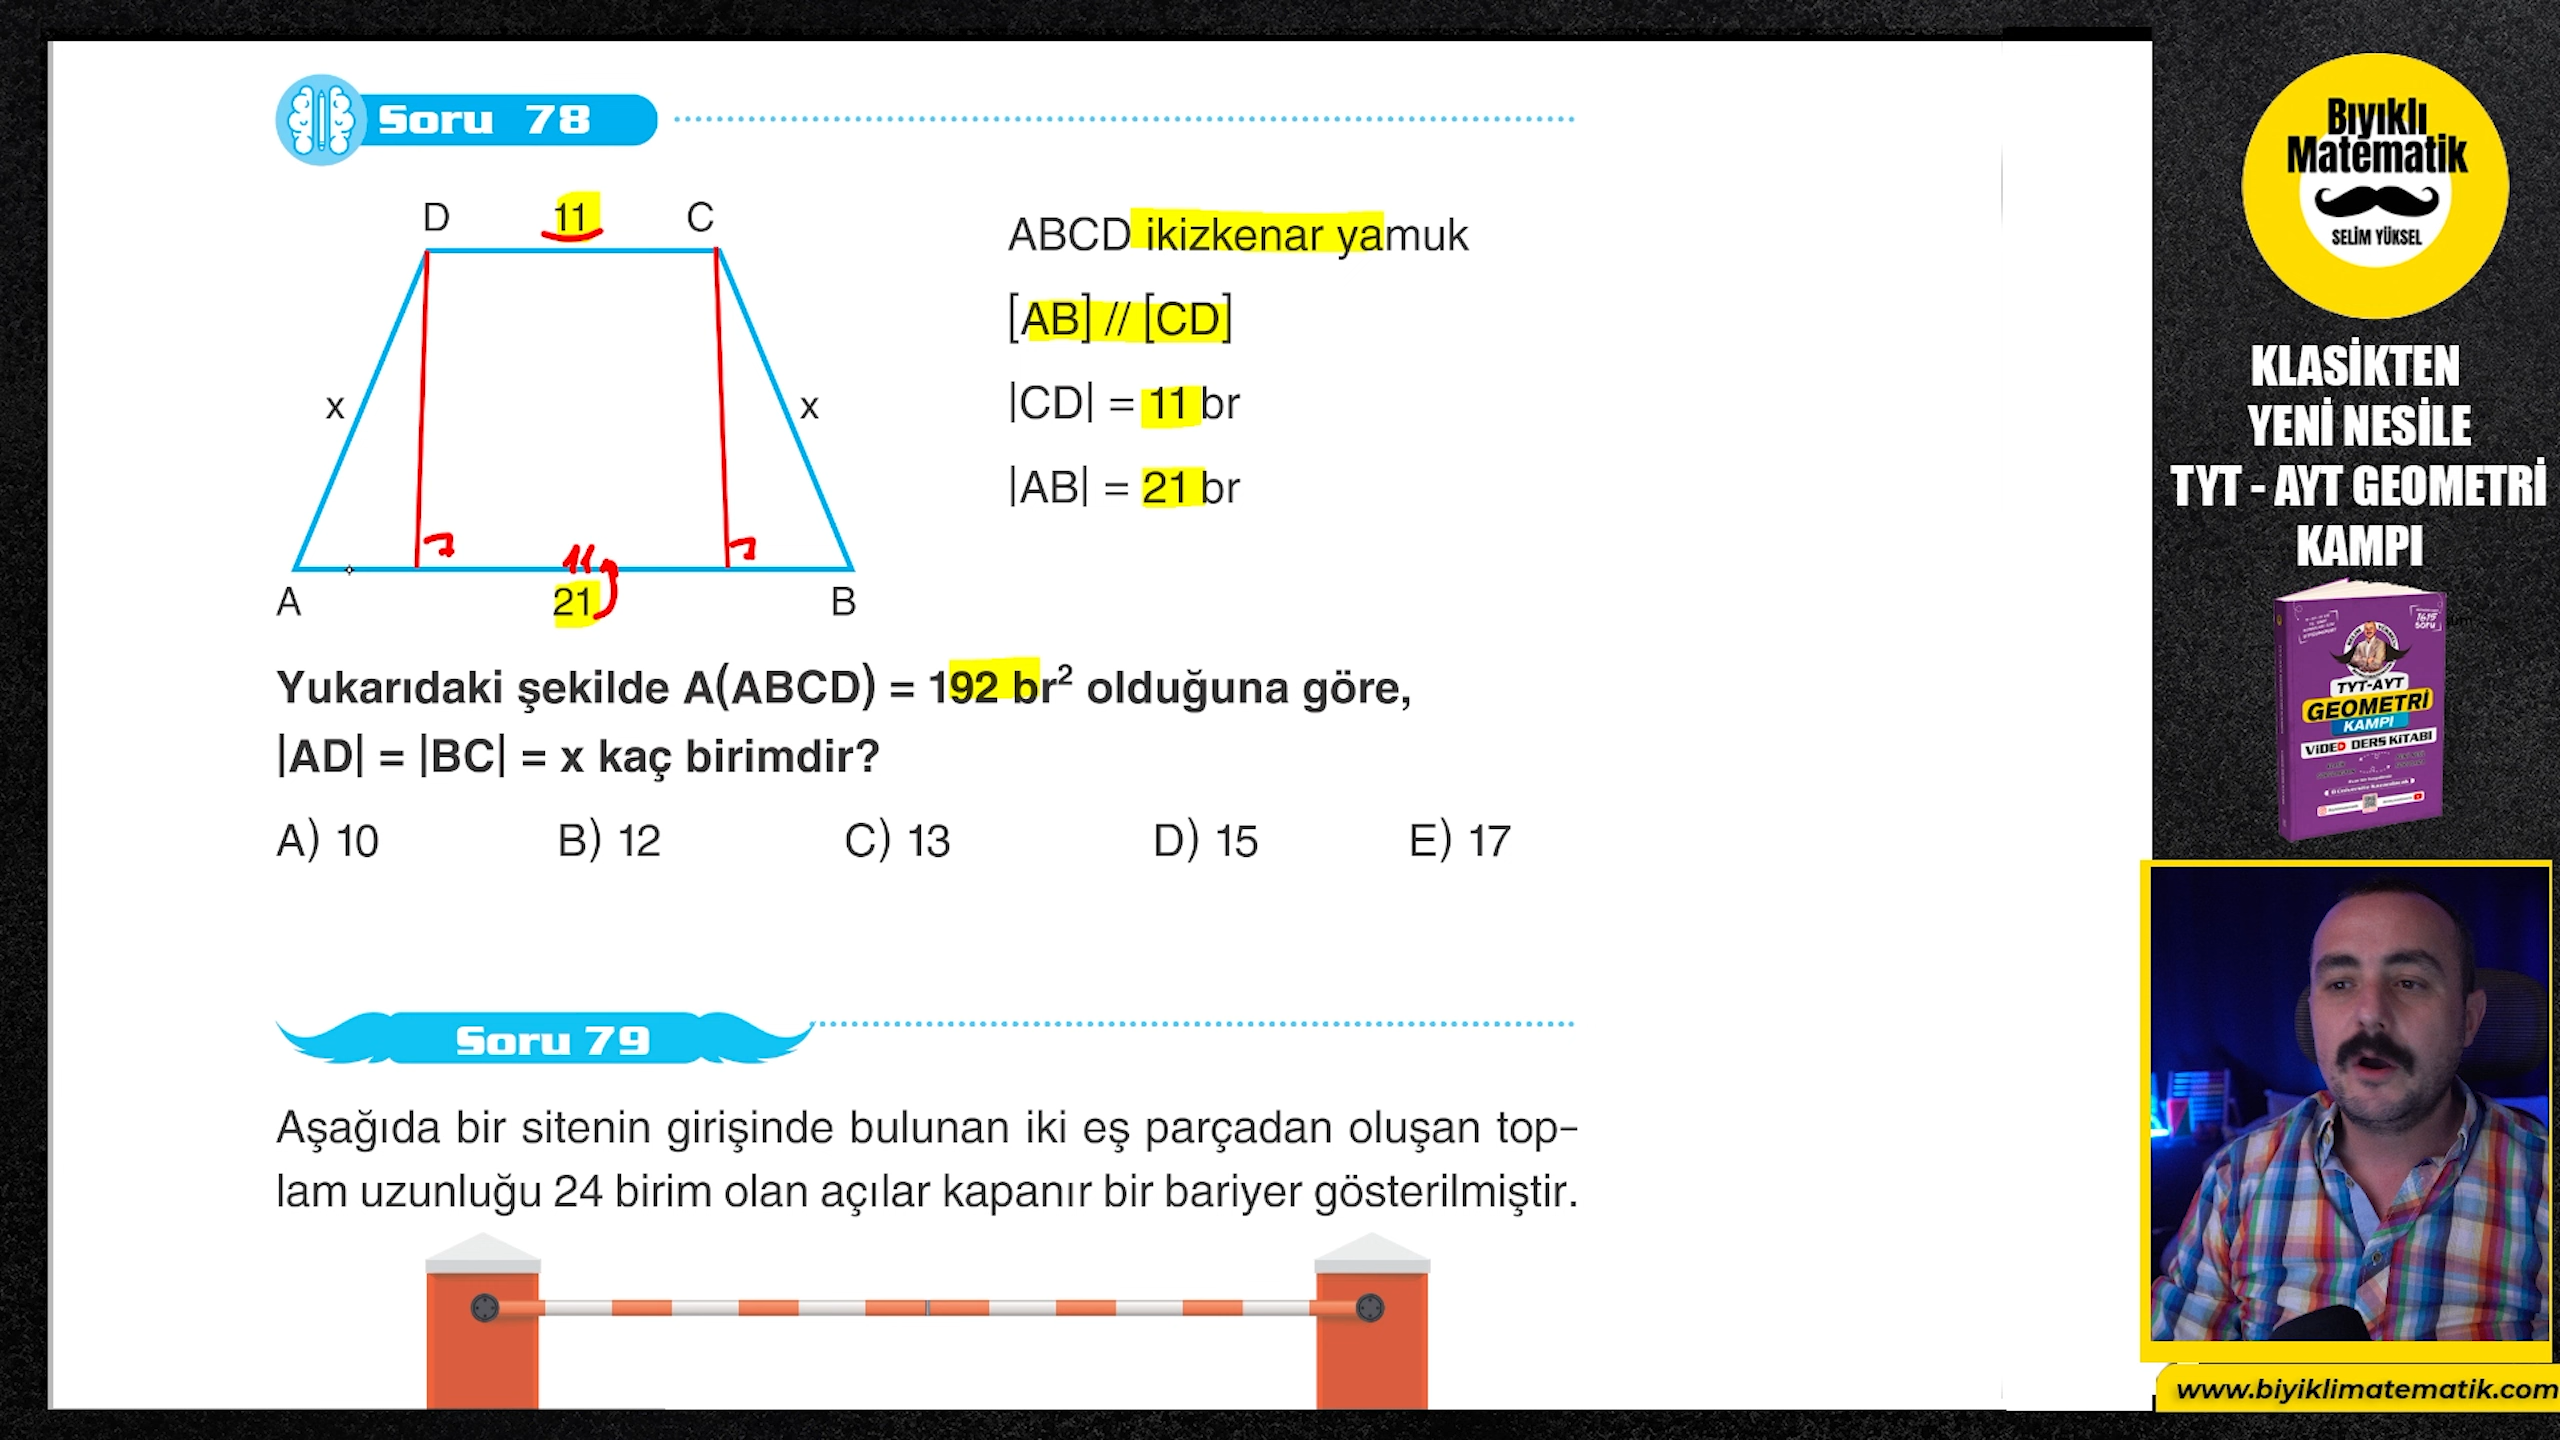 Soru 78
D 11 C
x x
11
A 21 B
ABCD ikizkenar yamuk
[AB] // [CD]
|CD| = 11 br
|AB| = 21 br
Yukarıdaki şekilde A(ABCD) = 192 br² olduğuna göre,
|AD| = |BC| = x kaç birimdir?
A) 10 B) 12 C) 13 D) 15 E) 17
Soru 79
Aşağıda bir sitenin girişinde bulunan iki eş parçadan oluşan top-
lam uzunluğu 24 birim olan açılar kapanır bir bariyer gösterilmiştir.
Bıyıklı
Matematik
SELİM YÜKSEL
KLASİKTEN
YENİ NESİLE
TYT - AYT GEOMETRİ
KAMPI
1615
soru
TYT-AYT
GEOMETRİ
KAMPI
VİDEO DERS KİTABI
www.biyiklimatematik.com